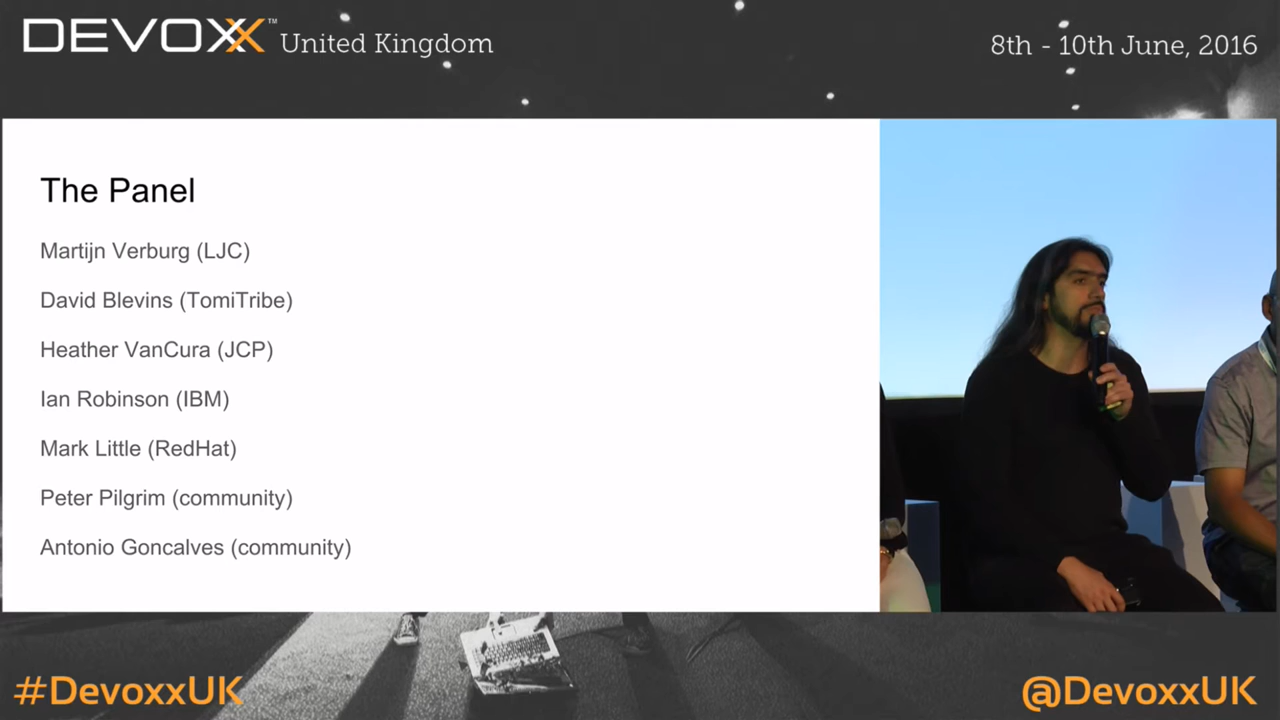 DEVOXX™ United Kingdom
8th - 10th June, 2016
The Panel
Martijn Verburg (LJC)
David Blevins (TomiTribe)
Heather VanCura (JCP)
Ian Robinson (IBM)
Mark Little (RedHat)
Peter Pilgrim (community)
Antonio Goncalves (community)
#DevoxxUK
@DevoxxUK